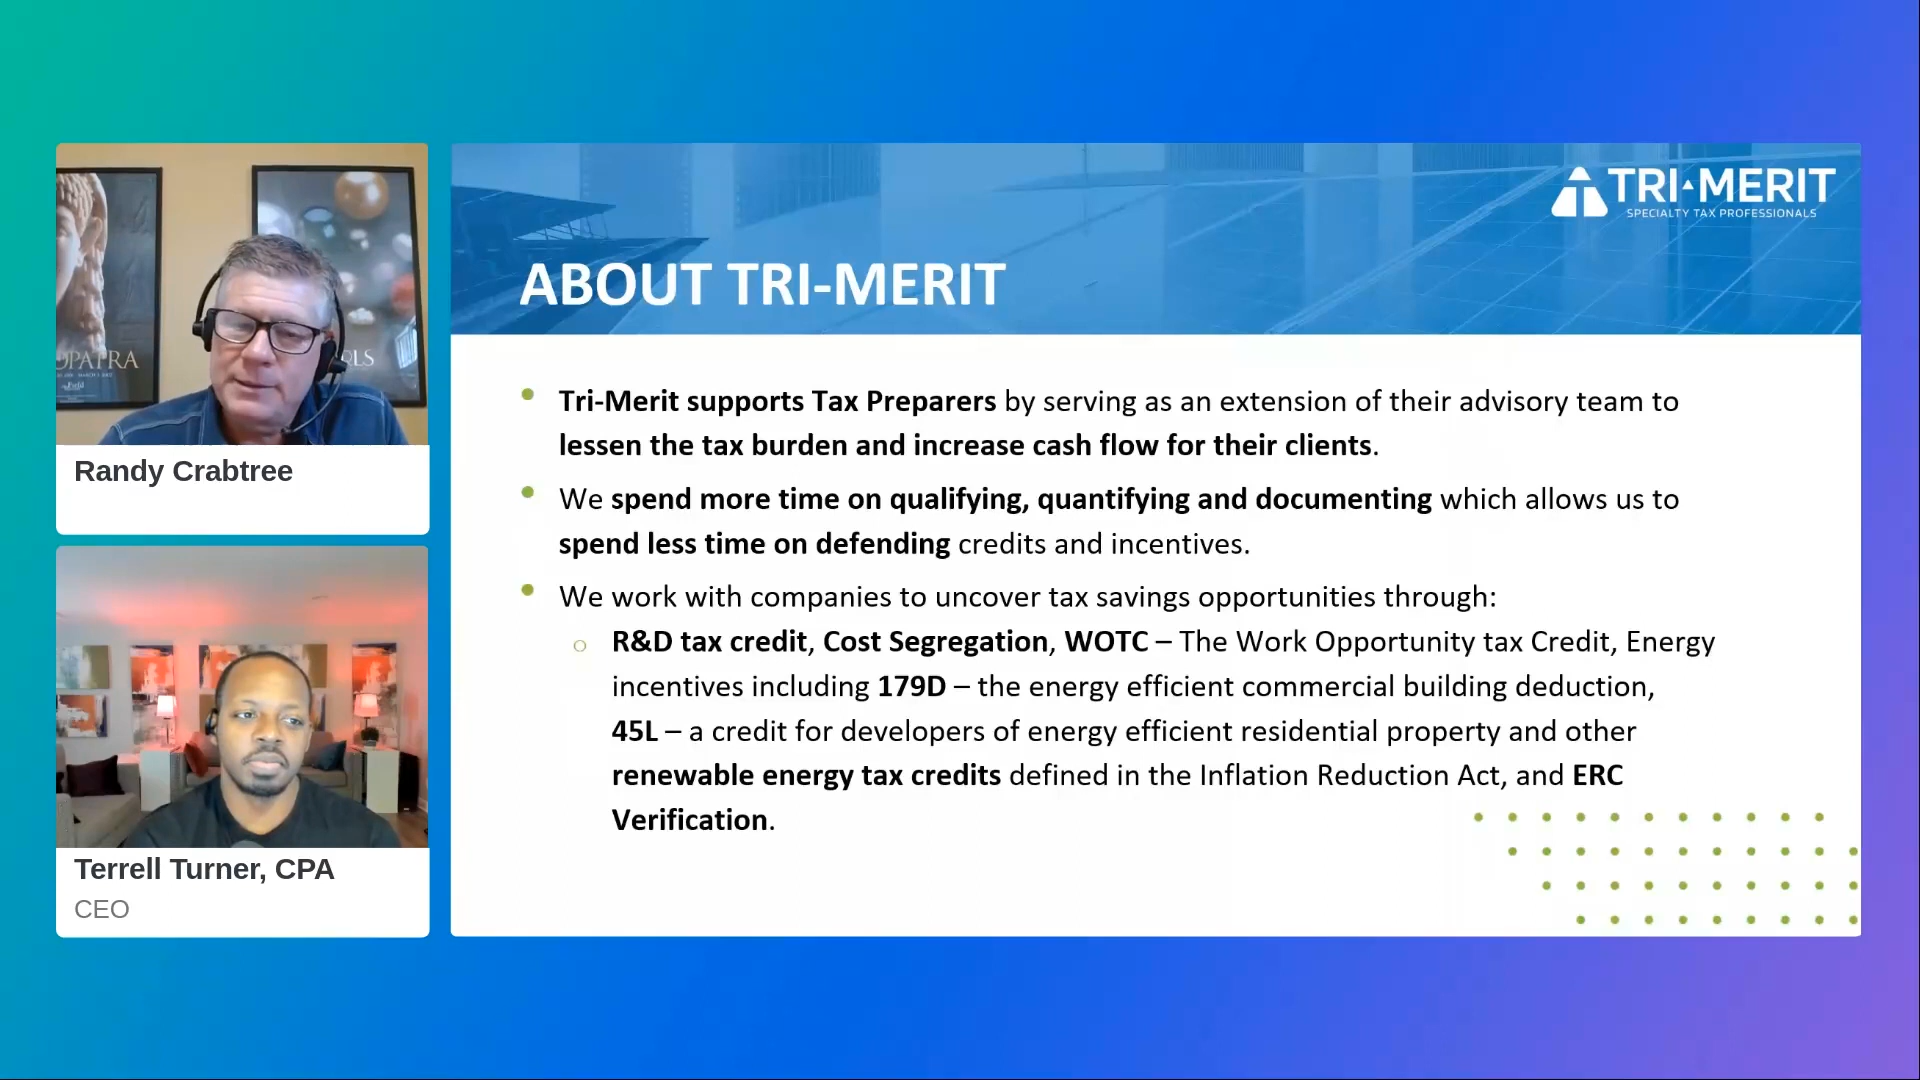 OPATRA
Field
RLS
Randy Crabtree
Terrell Turner, CPA
CEO
TRI-MERIT
SPECIALTY TAX PROFESSIONALS
ABOUT TRI-MERIT
• Tri-Merit supports Tax Preparers by serving as an extension of their advisory team to
lessen the tax burden and increase cash flow for their clients.
• We spend more time on qualifying, quantifying and documenting which allows us to
spend less time on defending credits and incentives.
• We work with companies to uncover tax savings opportunities through:
o R&D tax credit, Cost Segregation, WOTC – The Work Opportunity tax Credit, Energy
incentives including 179D – the energy efficient commercial building deduction,
45L – a credit for developers of energy efficient residential property and other
renewable energy tax credits defined in the Inflation Reduction Act, and ERC
Verification.